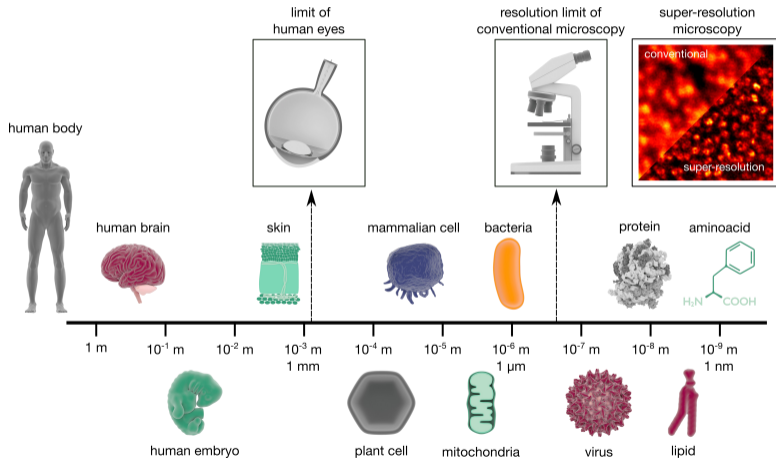 limit of
human eyes
resolution limit of
conventional microscopy
super-resolution
microscopy
conventional
super-resolution
human body
human brain
skin
mammalian cell
bacteria
protein
aminoacid
H₂N
COOH
1 m
10⁻¹ m
10⁻² m
10⁻³ m
10⁻⁴ m
10⁻⁵ m
10⁻⁶ m
10⁻⁷ m
10⁻⁸ m
10⁻⁹ m
1 mm
1 µm
1 nm
human embryo
plant cell
mitochondria
virus
lipid